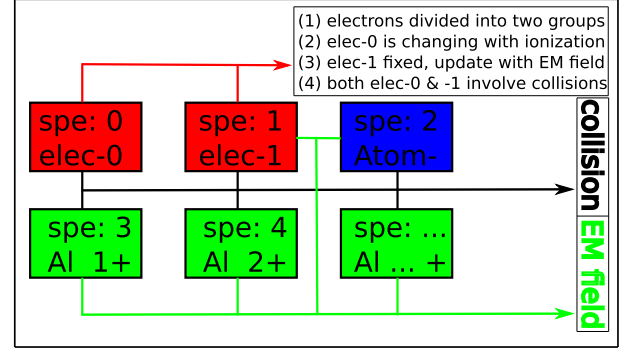 (1) electrons divided into two groups
(2) elec-0 is changing with ionization
(3) elec-1 fixed, update with EM field
(4) both elec-0 & -1 involve collisions
spe: 0
elec-0
spe: 1
elec-1
spe: 2
Atom-
collision
spe: 3
Al 1+
spe: 4
Al 2+
spe: ...
Al ... +
EM field